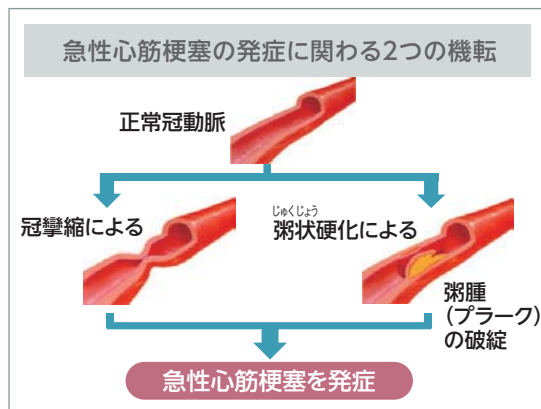 急性心筋梗塞の発症に関わる2つの機転
正常冠動脈
冠攣縮による
じゅくじょう
粥状硬化による
粥腫
(プラーク)
の破綻
急性心筋梗塞を発症